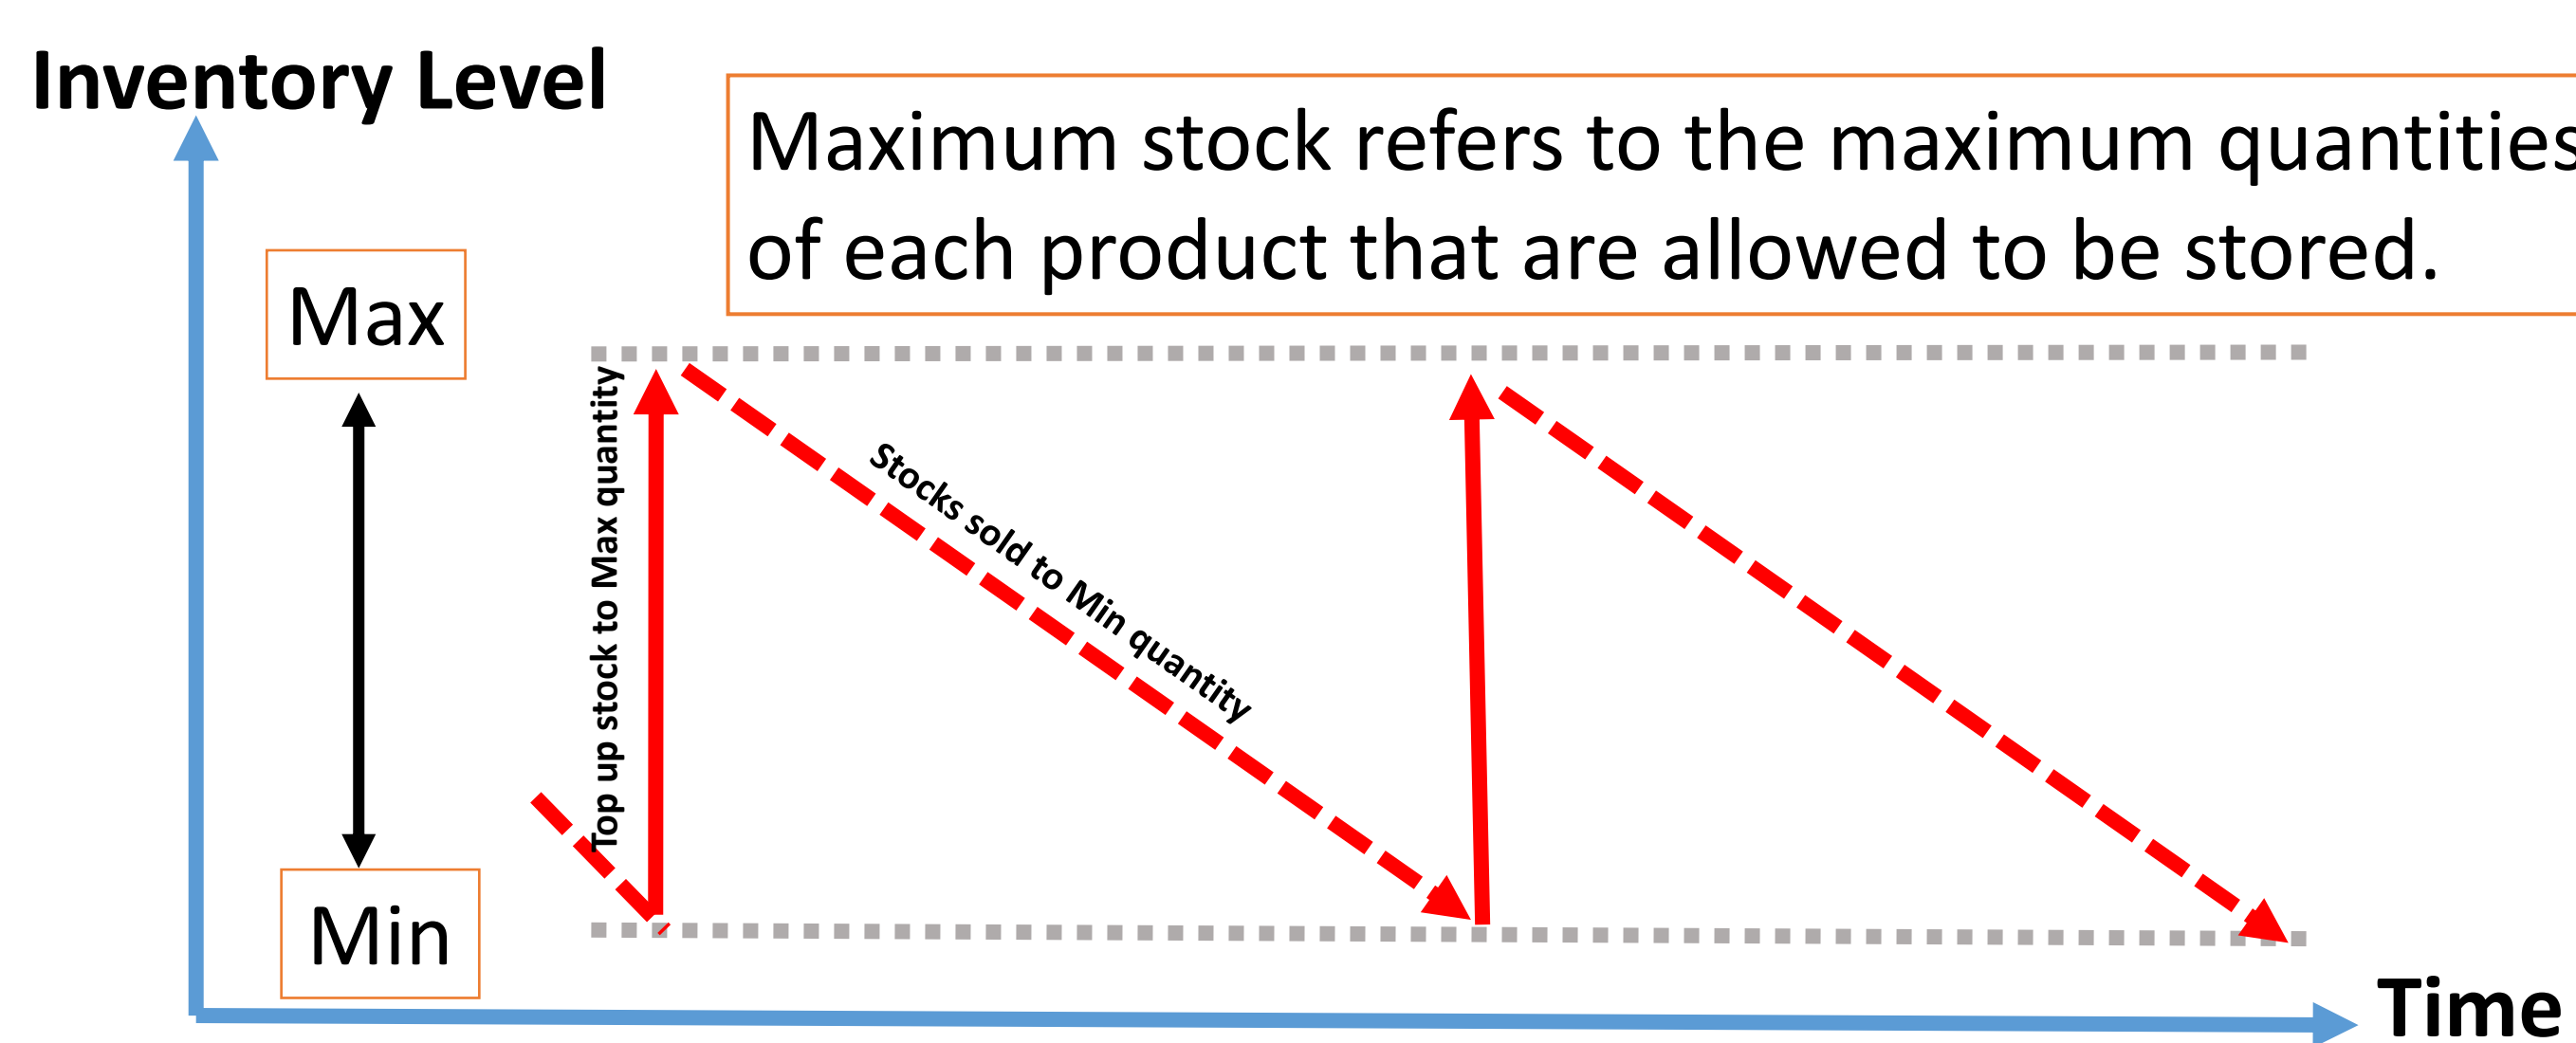 Inventory Level
Maximum stock refers to the maximum quantities
of each product that are allowed to be stored.
Max
Top up stock to Max quantity
Stocks sold to Min quantity
Min
Time